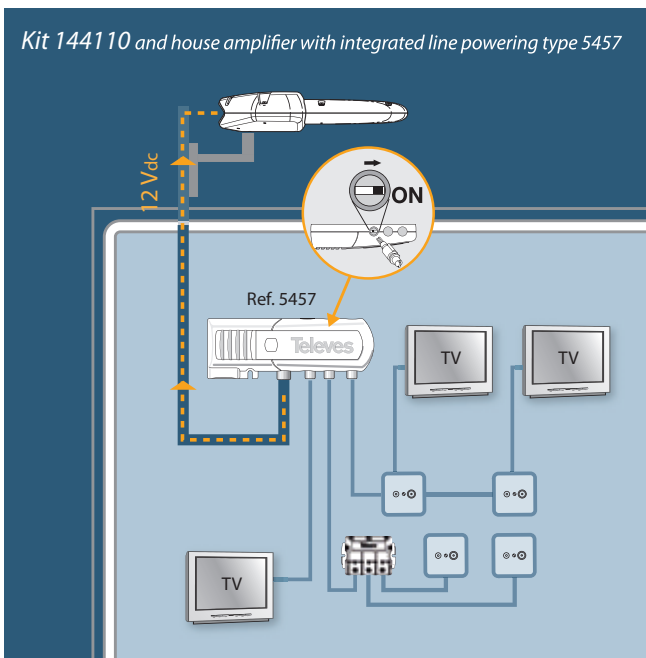 Kit 144110 and house amplifier with integrated line powering type 5457
12 Vdc
ON
Ref. 5457
Televes
TV
TV
TV